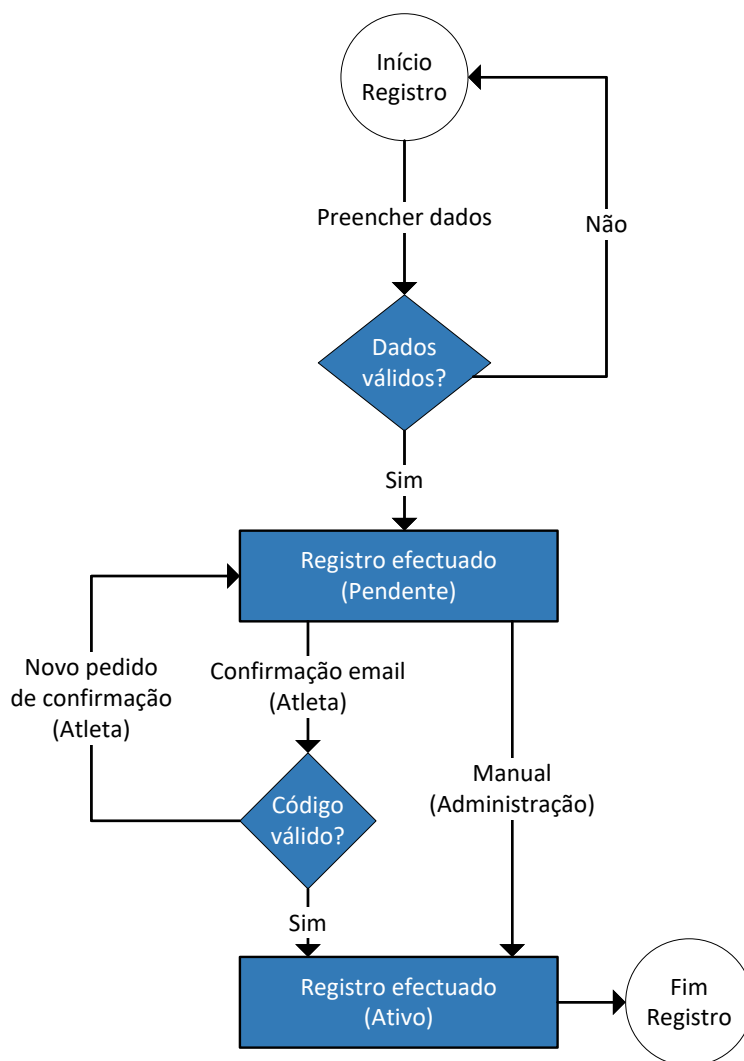 Início
Registro
Preencher dados
Não
Dados
válidos?
Sim
Registro efectuado
(Pendente)
Novo pedido
de confirmação
(Atleta)
Confirmação email
(Atleta)
Manual
(Administração)
Código
válido?
Sim
Registro efectuado
(Ativo)
Fim
Registro